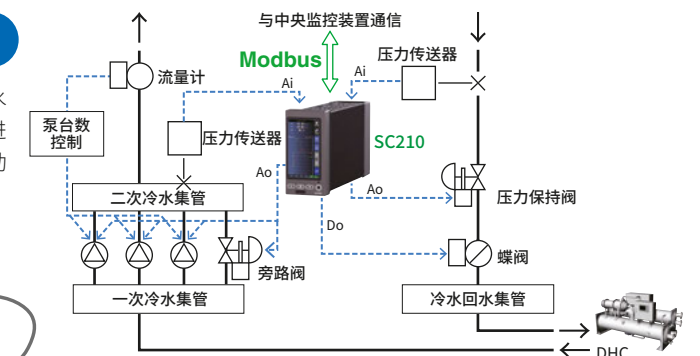 与中央监控装置通信
Modbus
压力传送器
流量计
Ai
Ai
水
进
泵台数
控制
压力传送器
SC210
Ao
Ao
二次冷水集管
压力保持阀
Do
旁路阀
蝶阀
一次冷水集管
冷水回水集管
DHC